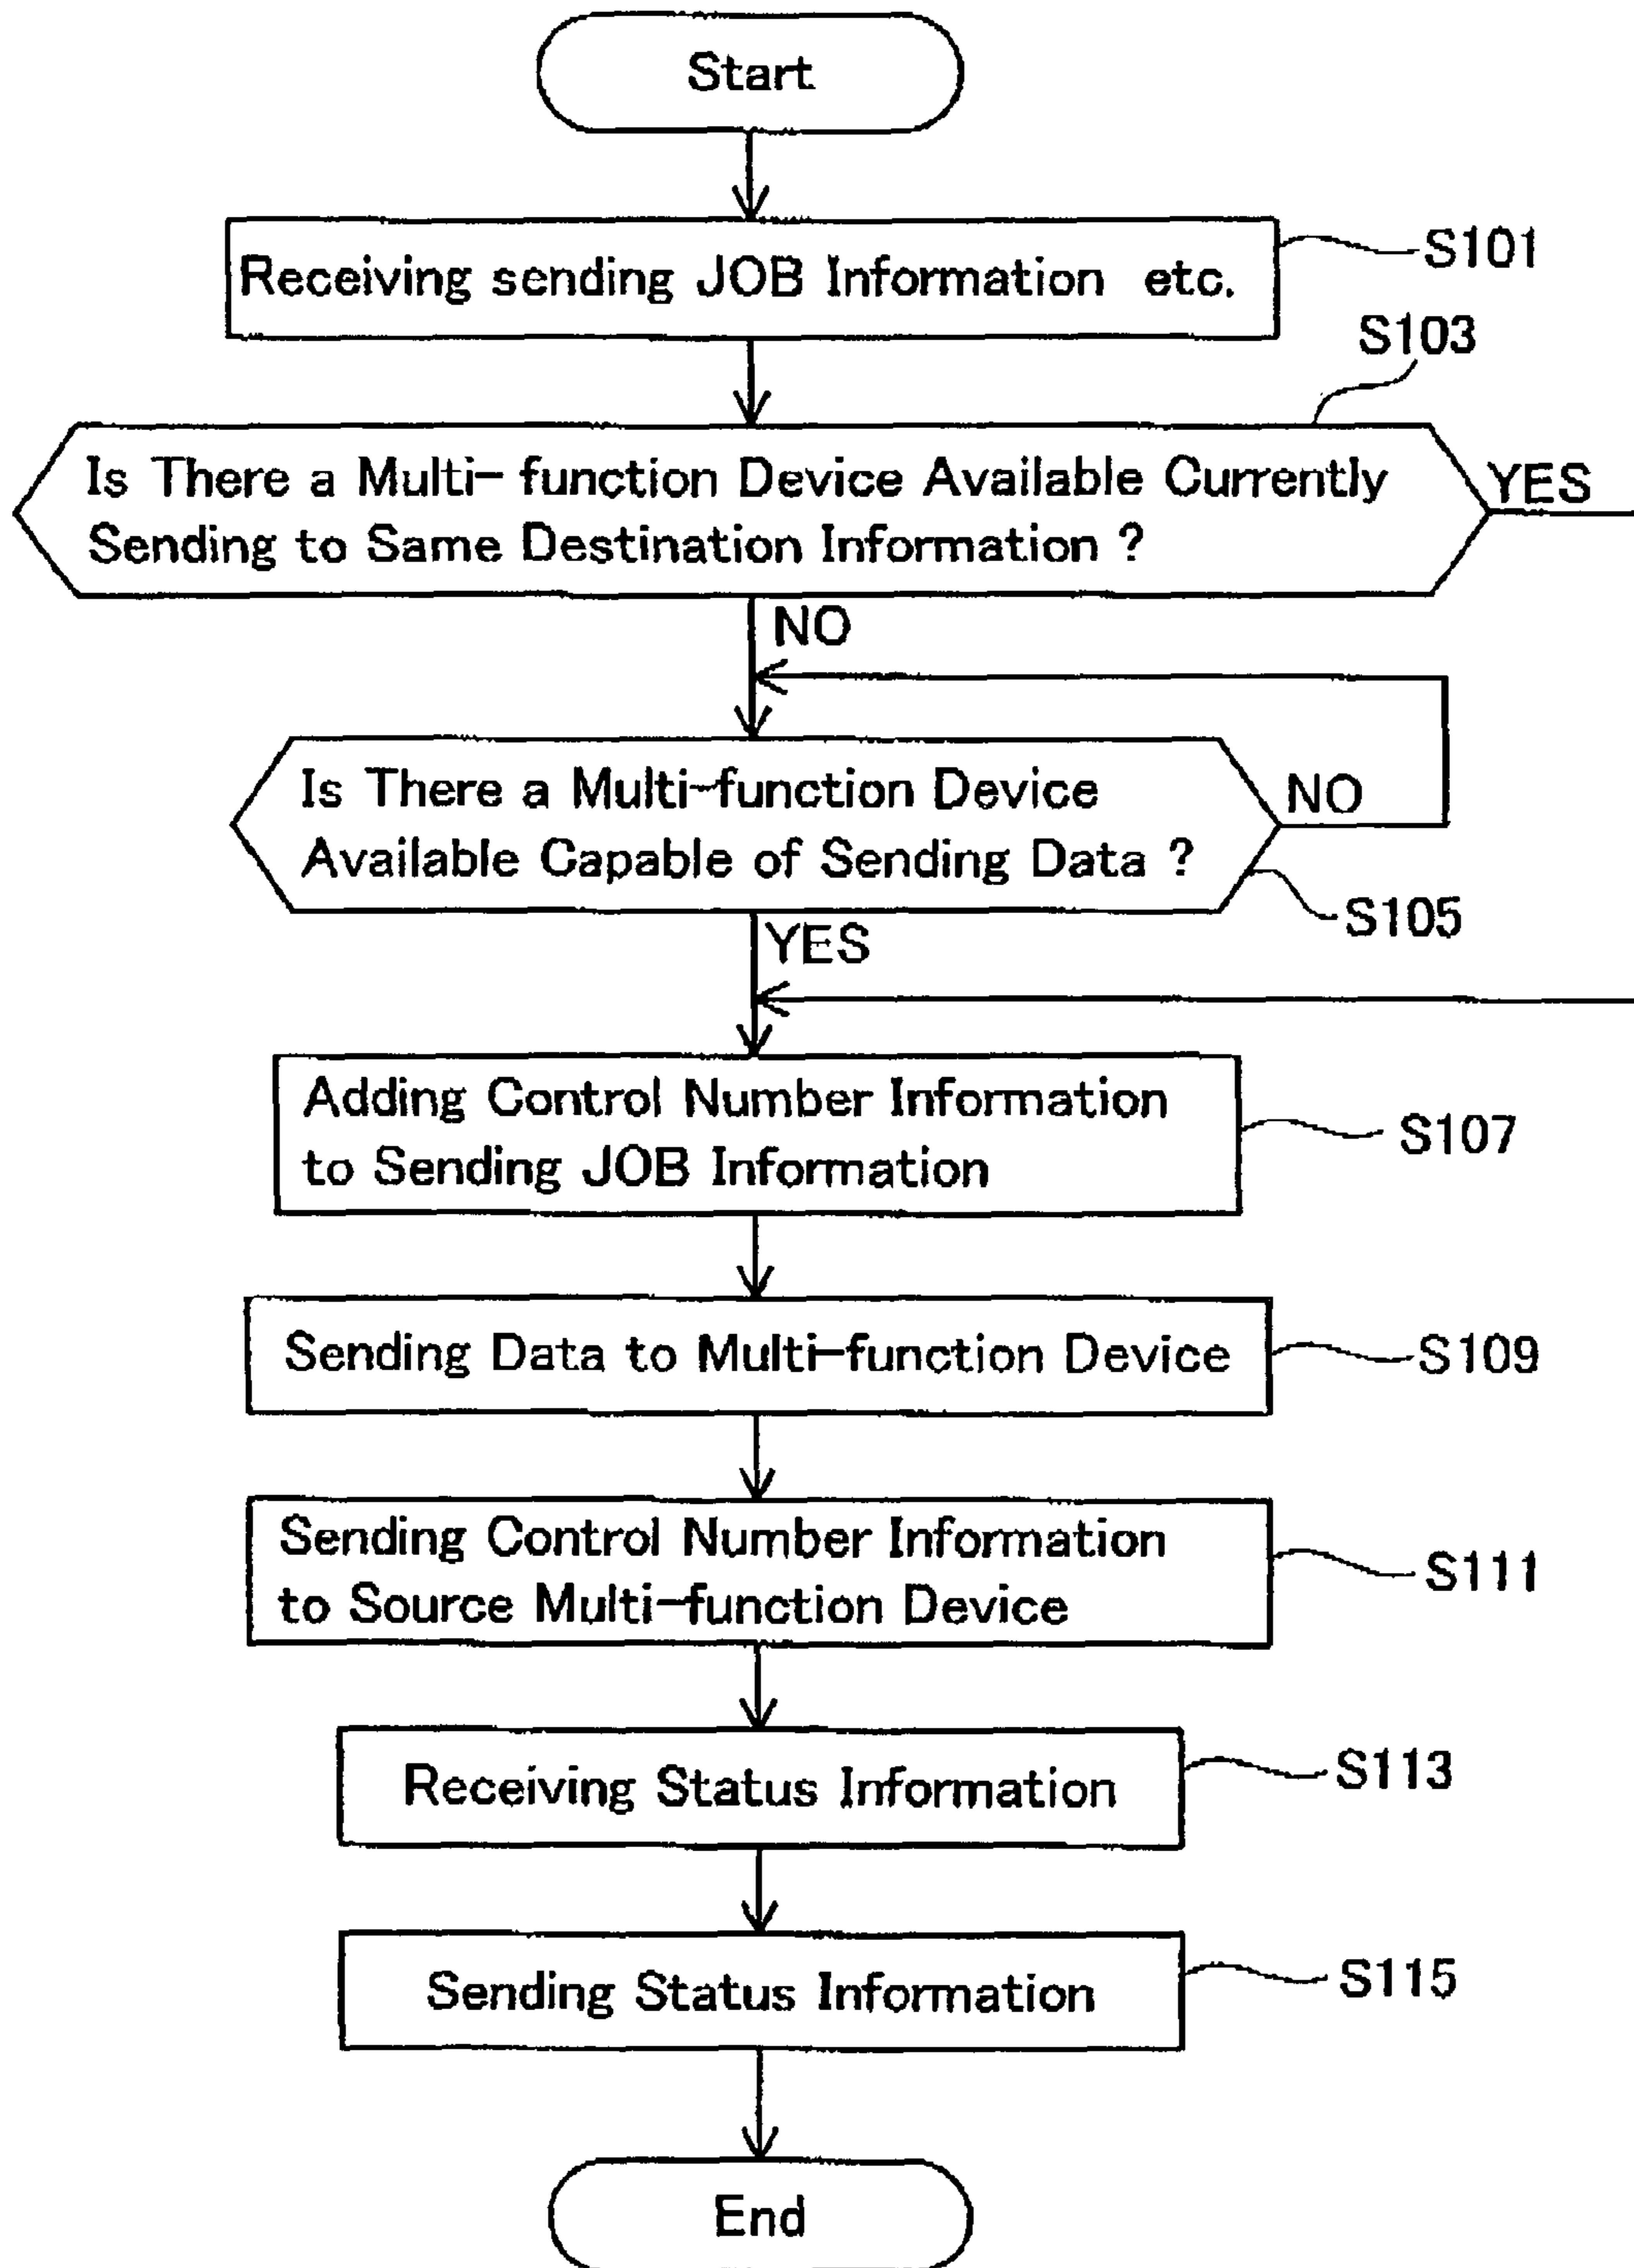 Start
Receiving sending JOB Information etc.
S101
S103
Is There a Multi-function Device Available Currently
Sending to Same Destination Information ?
YES
NO
Is There a Multi-function Device
Available Capable of Sending Data ?
NO
S105
YES
Adding Control Number Information
to Sending JOB Information
S107
Sending Data to Multi-function Device
S109
Sending Control Number Information
to Source Multi-function Device
S111
Receiving Status Information
S113
Sending Status Information
S115
End